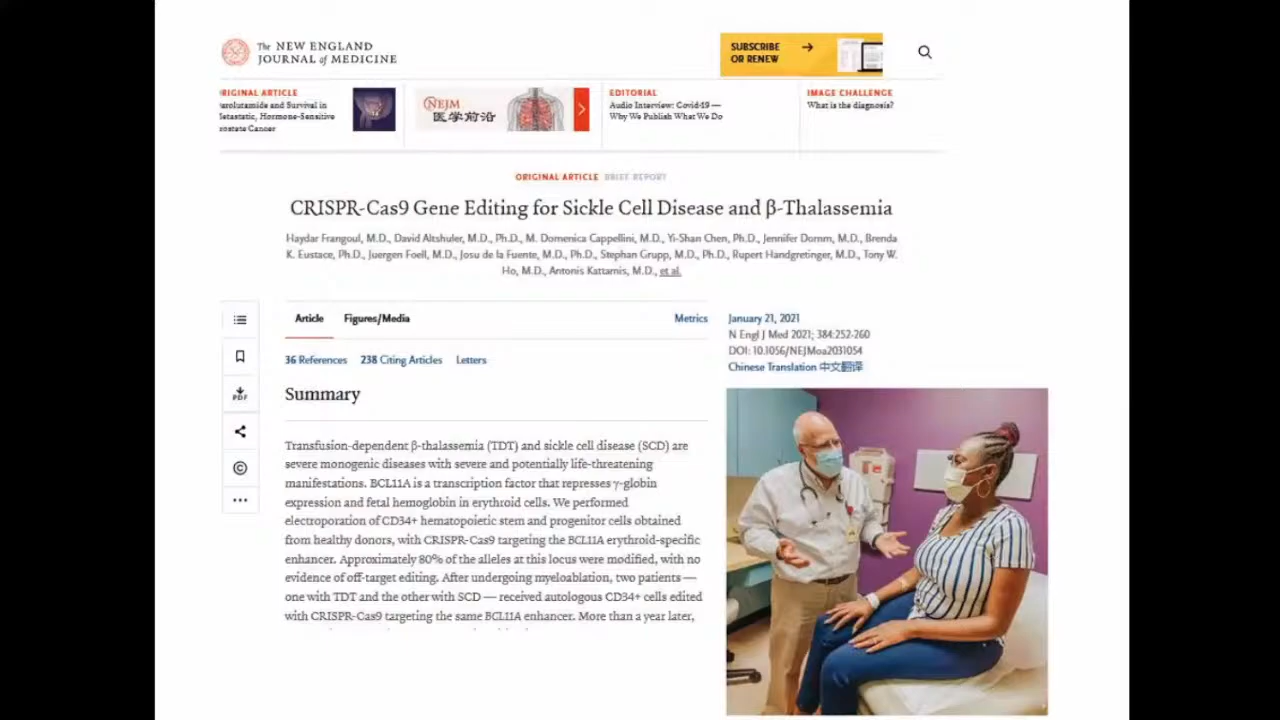 The NEW ENGLAND
JOURNAL of MEDICINE
SUBSCRIBE
OR RENEW
RIGINAL ARTICLE
arolutamide and Survival in
etastatic, Hormone-Sensitive
rostate Cancer
NEJM
医学前沿
EDITORIAL
Audio Interview: Covid-19 —
Why We Publish What We Do
IMAGE CHALLENGE
What is the diagnosis?
ORIGINAL ARTICLE BRIEF REPORT
CRISPR-Cas9 Gene Editing for Sickle Cell Disease and β-Thalassemia
Haydar Frangoul, M.D., David Altshuler, M.D., Ph.D., M. Domenica Cappellini, M.D., Yi-Shan Chen, Ph.D., Jennifer Domm, M.D., Brenda
K. Eustace, Ph.D., Juergen Foell, M.D., Josu de la Fuente, M.D., Ph.D., Stephan Grupp, M.D., Ph.D., Rupert Handgretinger, M.D., Tony W.
Ho, M.D., Antonis Kattamis, M.D., et al.
Article Figures/Media Metrics
36 References 238 Citing Articles Letters
January 21, 2021
N Engl J Med 2021; 384:252-260
DOI: 10.1056/NEJMoa2031054
Chinese Translation 中文翻译
PDF
Summary
Transfusion-dependent β-thalassemia (TDT) and sickle cell disease (SCD) are
severe monogenic diseases with severe and potentially life-threatening
manifestations. BCL11A is a transcription factor that represses γ-globin
expression and fetal hemoglobin in erythroid cells. We performed
electroporation of CD34+ hematopoietic stem and progenitor cells obtained
from healthy donors, with CRISPR-Cas9 targeting the BCL11A erythroid-specific
enhancer. Approximately 80% of the alleles at this locus were modified, with no
evidence of off-target editing. After undergoing myeloablation, two patients —
one with TDT and the other with SCD — received autologous CD34+ cells edited
with CRISPR-Cas9 targeting the same BCL11A enhancer. More than a year later,